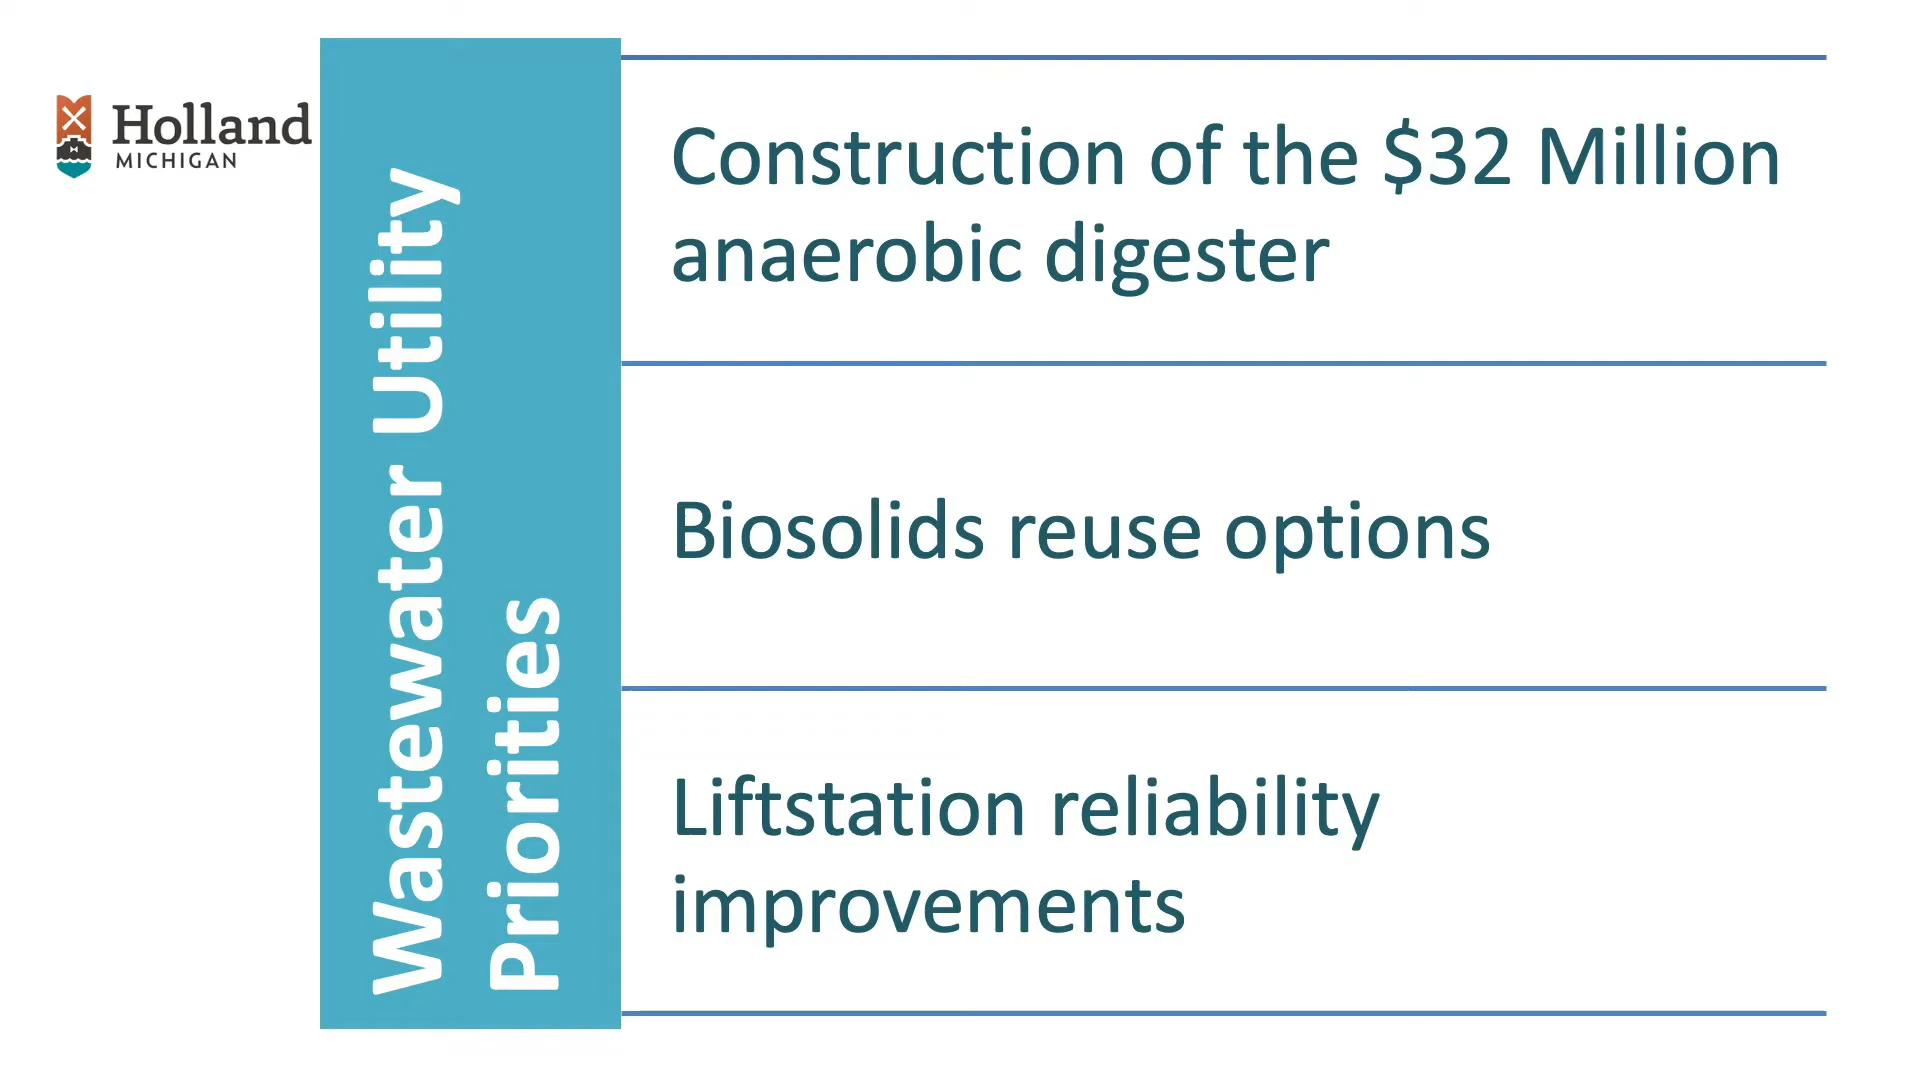 Holland
MICHIGAN
Wastewater Utility
Priorities
Construction of the $32 Million
anaerobic digester
Biosolids reuse options
Liftstation reliability
improvements